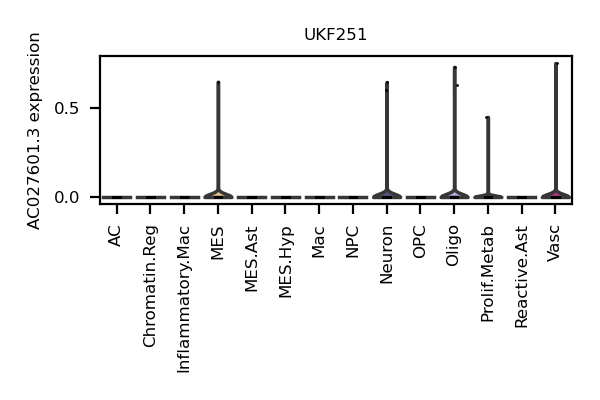 UKF251
AC027601.3 expression
0.5
0.0
AC
Chromatin.Reg
Inflammatory.Mac
MES
MES.Ast
MES.Hyp
Mac
NPC
Neuron
OPC
Oligo
Prolif.Metab
Reactive.Ast
Vasc